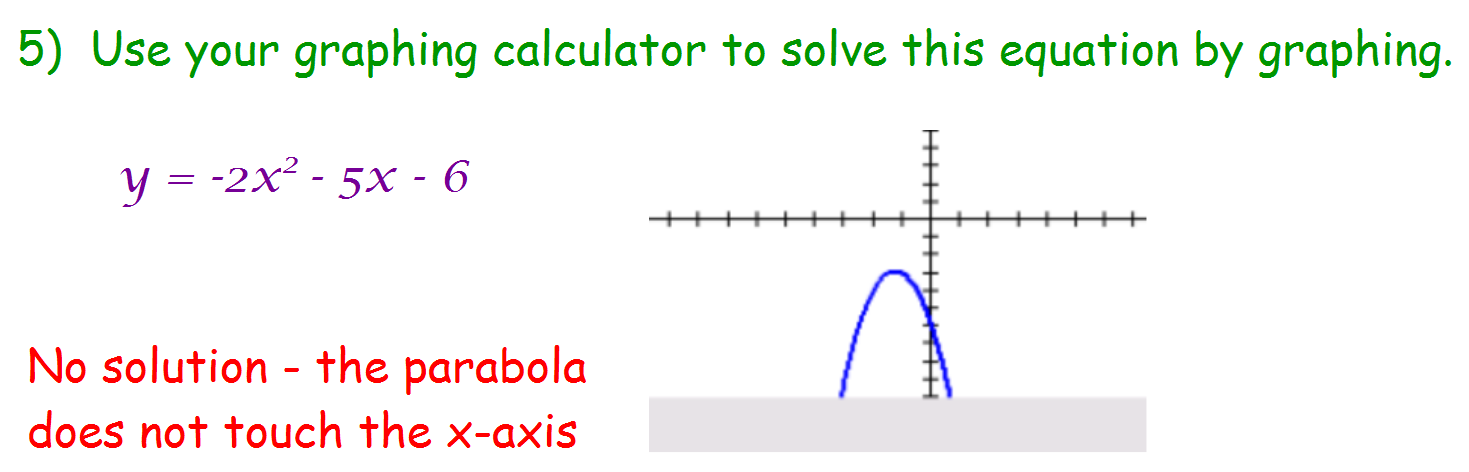 5) Use your graphing calculator to solve this equation by graphing.
y = -2x² - 5x - 6
No solution - the parabola
does not touch the x-axis